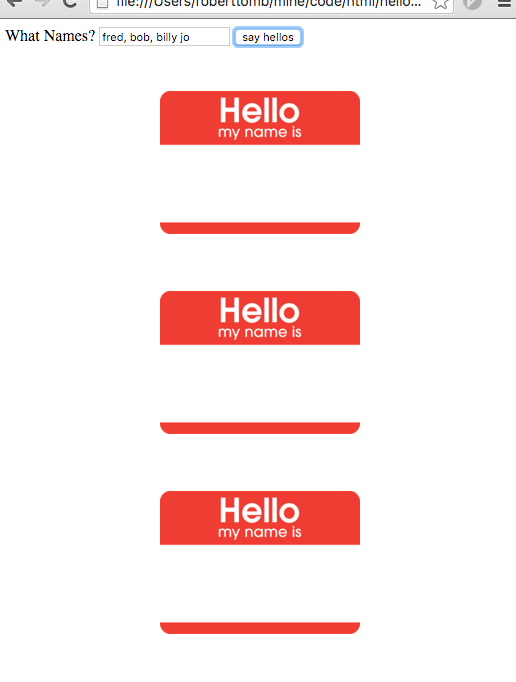 file:///Users/roberttomb/mine/code/html/hello...
What Names? fred, bob, billy jo say hellos
Hello
my name is
Hello
my name is
Hello
my name is